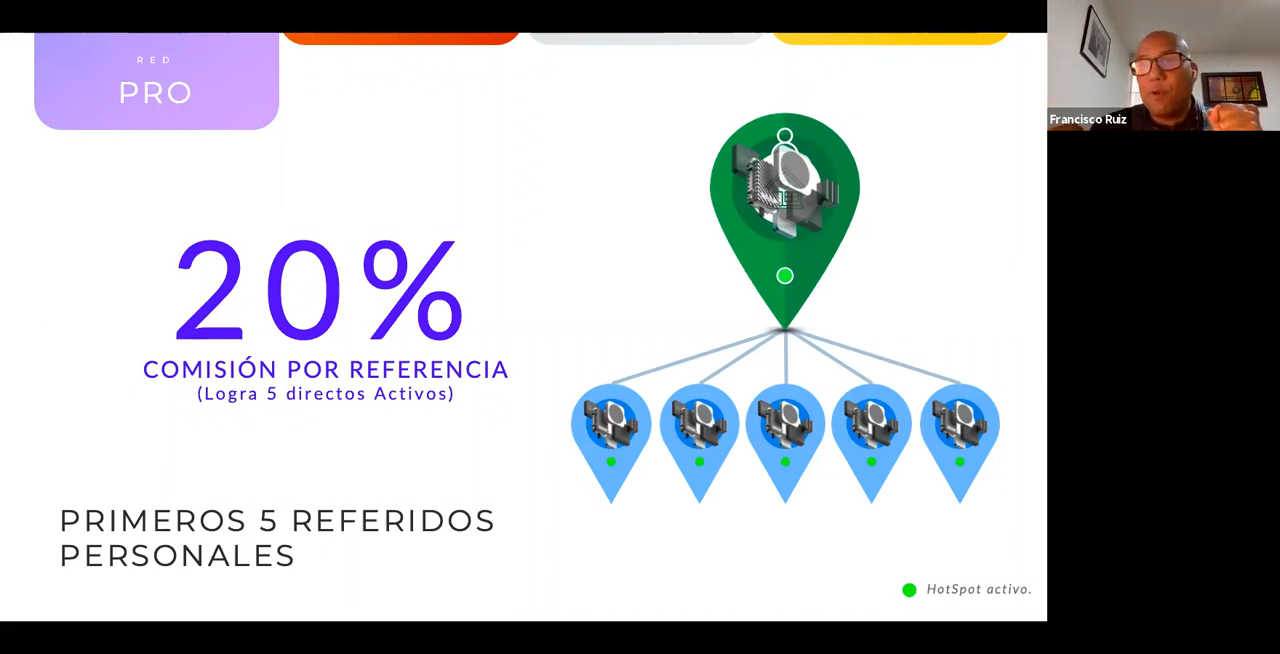 RED
PRO
Francisco Ruiz
20%
COMISIÓN POR REFERENCIA
(Logra 5 directos Activos)
PRIMEROS 5 REFERIDOS
PERSONALES
HotSpot activo.